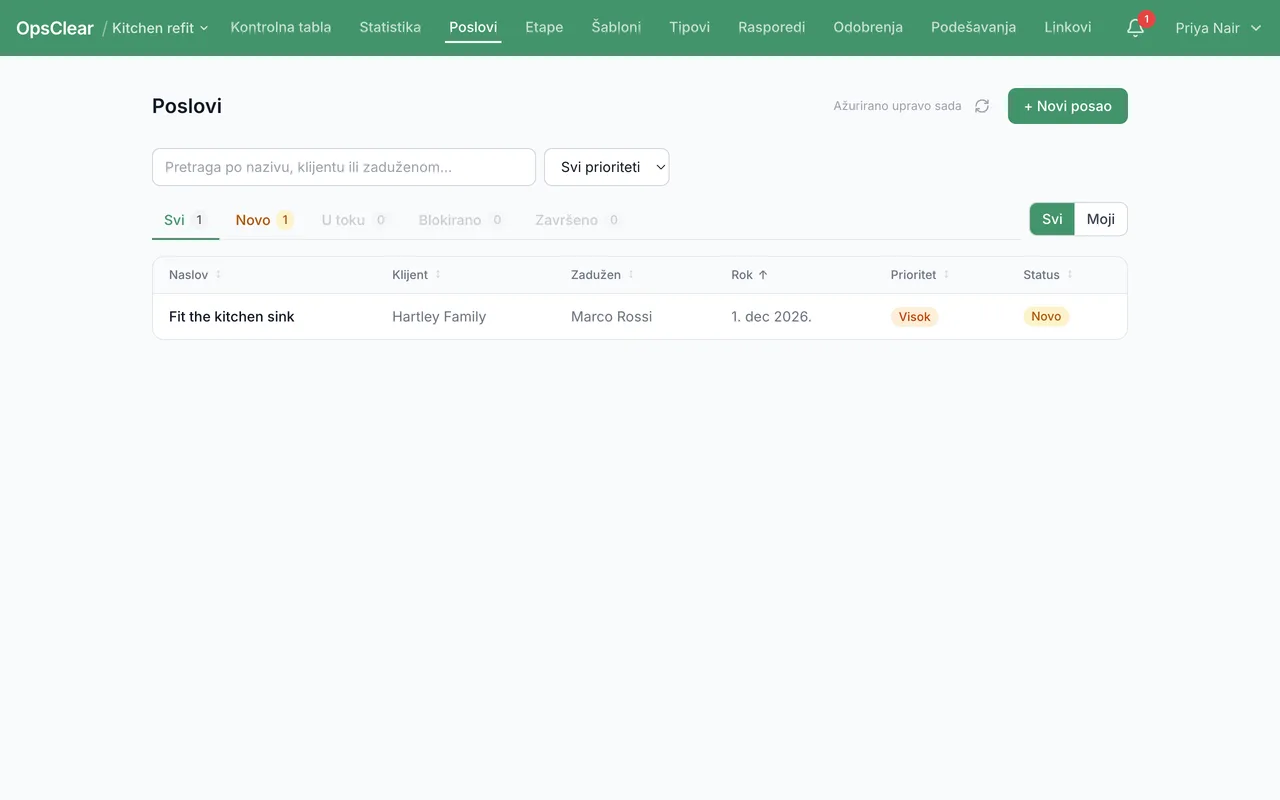 OpsClear / Kitchen refit Kontrolna tabla Statistika Poslovi Etape Šabloni Tipovi Rasporedi Odobrenja Podešavanja Linkovi 1 Priya Nair
Poslovi Ažurirano upravo sada + Novi posao
Pretraga po nazivu, klijentu ili zaduženom... Svi prioriteti
Svi 1 Novo 1 U toku 0 Blokirano 0 Završeno 0 Svi Moji
Naslov Klijent Zadužen Rok ↑ Prioritet Status
Fit the kitchen sink Hartley Family Marco Rossi 1. dec 2026. Visok Novo